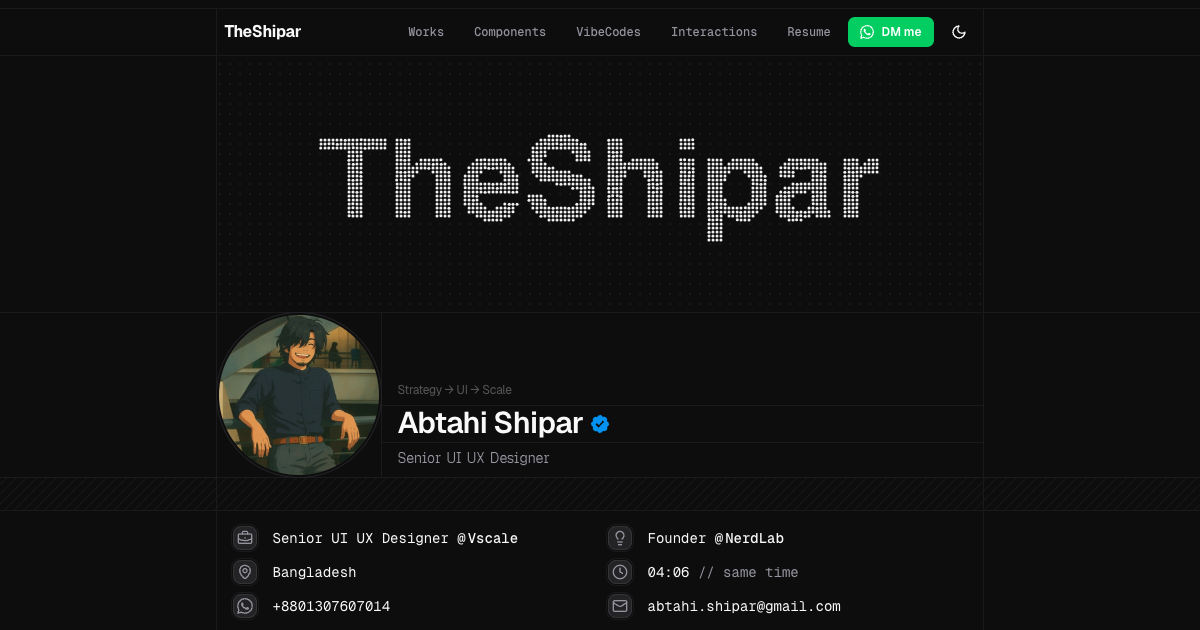 TheShipar
Works Components VibeCodes Interactions Resume DM me
TheShipar
Strategy → UI → Scale
Abtahi Shipar
Senior UI UX Designer
Senior UI UX Designer @Vscale
Founder @NerdLab
Bangladesh
04:06 // same time
+8801307607014
abtahi.shipar@gmail.com